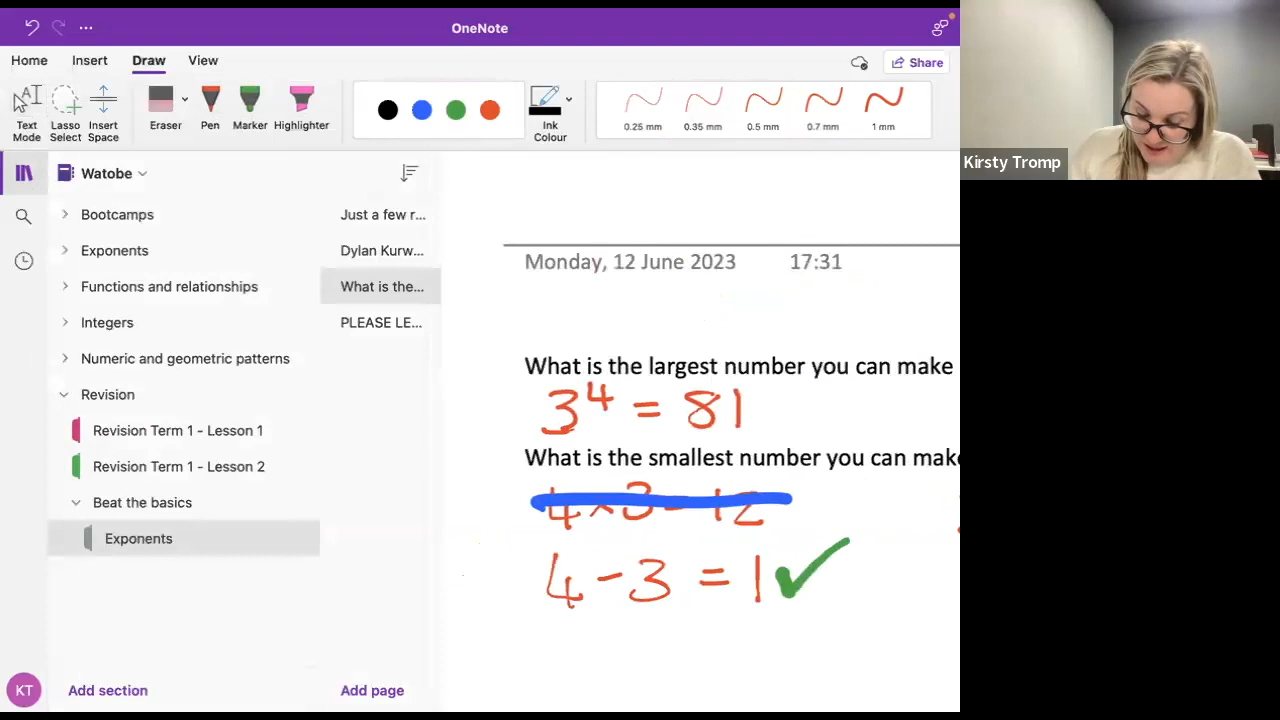 OneNote
Home Insert Draw View
Share
Text Mode
Lasso Select
Insert Space
Eraser
Pen
Marker
Highlighter
Ink Colour
0.25 mm 0.35 mm 0.5 mm 0.7 mm 1 mm
Kirsty Tromp
Watobe
Bootcamps
Exponents
Functions and relationships
Integers
Numeric and geometric patterns
Revision
Revision Term 1 - Lesson 1
Revision Term 1 - Lesson 2
Beat the basics
Exponents
Just a few r...
Dylan Kurw...
What is the...
PLEASE LE...
Monday, 12 June 2023 17:31
What is the largest number you can make
3⁴ = 81
What is the smallest number you can make
4 × 3 = 12
4 - 3 = 1
KT
Add section
Add page